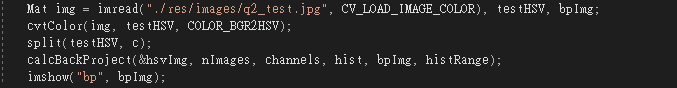 Mat img = imread("./res/images/q2_test.jpg", CV_LOAD_IMAGE_COLOR), testHSV, bpImg;
cvtColor(img, testHSV, COLOR_BGR2HSV);
split(testHSV, c);
calcBackProject(&hsvImg, nImages, channels, hist, bpImg, histRange);
imshow("bp", bpImg);